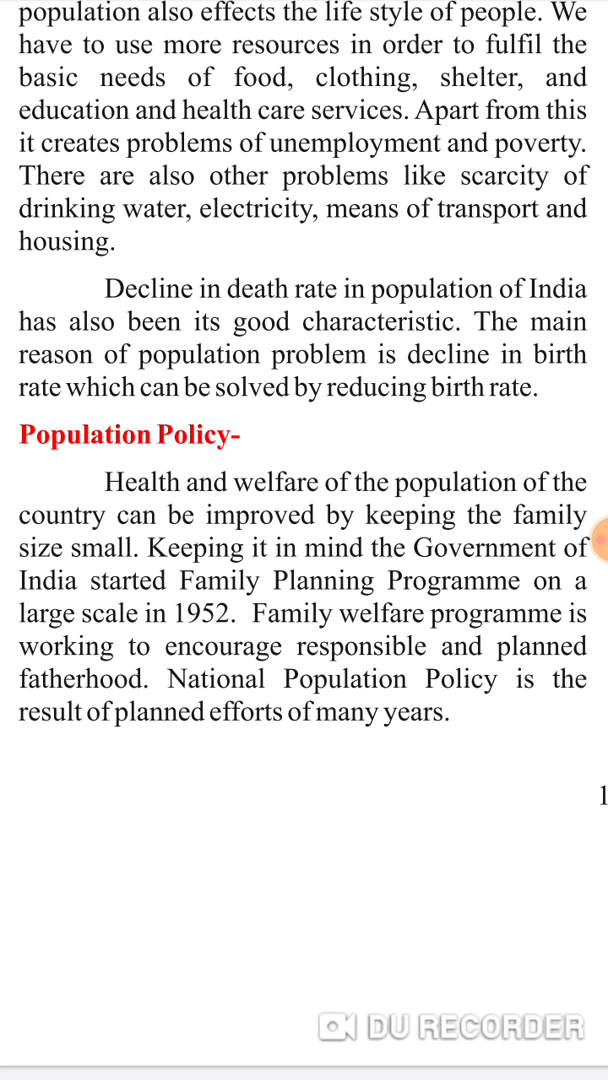 population also effects the life style of people. We
have to use more resources in order to fulfil the
basic needs of food, clothing, shelter, and
education and health care services. Apart from this
it creates problems of unemployment and poverty.
There are also other problems like scarcity of
drinking water, electricity, means of transport and
housing.
Decline in death rate in population of India
has also been its good characteristic. The main
reason of population problem is decline in birth
rate which can be solved by reducing birth rate.
Population Policy-
Health and welfare of the population of the
country can be improved by keeping the family
size small. Keeping it in mind the Government of
India started Family Planning Programme on a
large scale in 1952. Family welfare programme is
working to encourage responsible and planned
fatherhood. National Population Policy is the
result of planned efforts of many years.
1
DU RECORDER